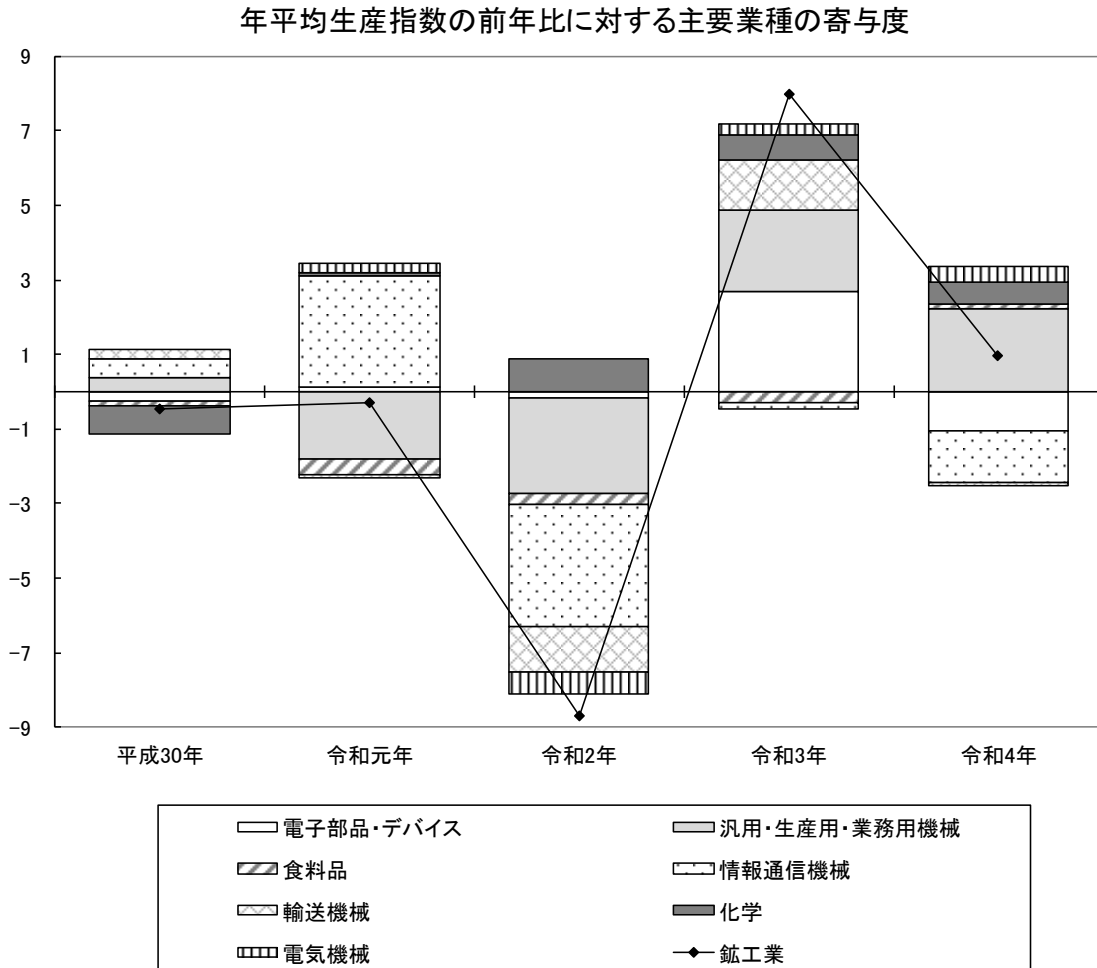 年平均生産指数の前年比に対する主要業種の寄与度
9
7
5
3
1
−1
−3
−5
−7
−9
平成30年 令和元年 令和2年 令和3年 令和4年
電子部品・デバイス 汎用・生産用・業務用機械
食料品 情報通信機械
輸送機械 化学
電気機械 鉱工業